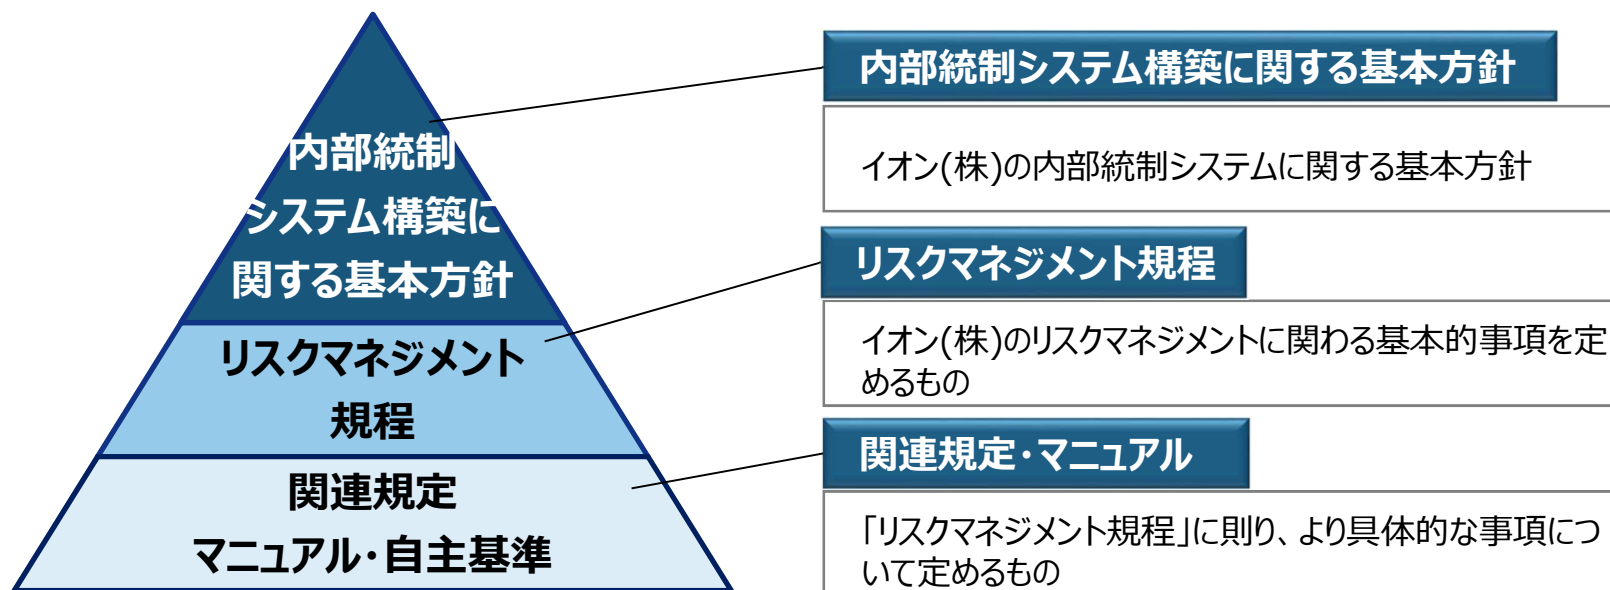 内部統制
システム構築に
関する基本方針
リスクマネジメント
規程
関連規定
マニュアル・自主基準
内部統制システム構築に関する基本方針
イオン(株)の内部統制システムに関する基本方針
リスクマネジメント規程
イオン(株)のリスクマネジメントに関わる基本的事項を定
めるもの
関連規定・マニュアル
「リスクマネジメント規程」に則り、より具体的な事項につ
いて定めるもの